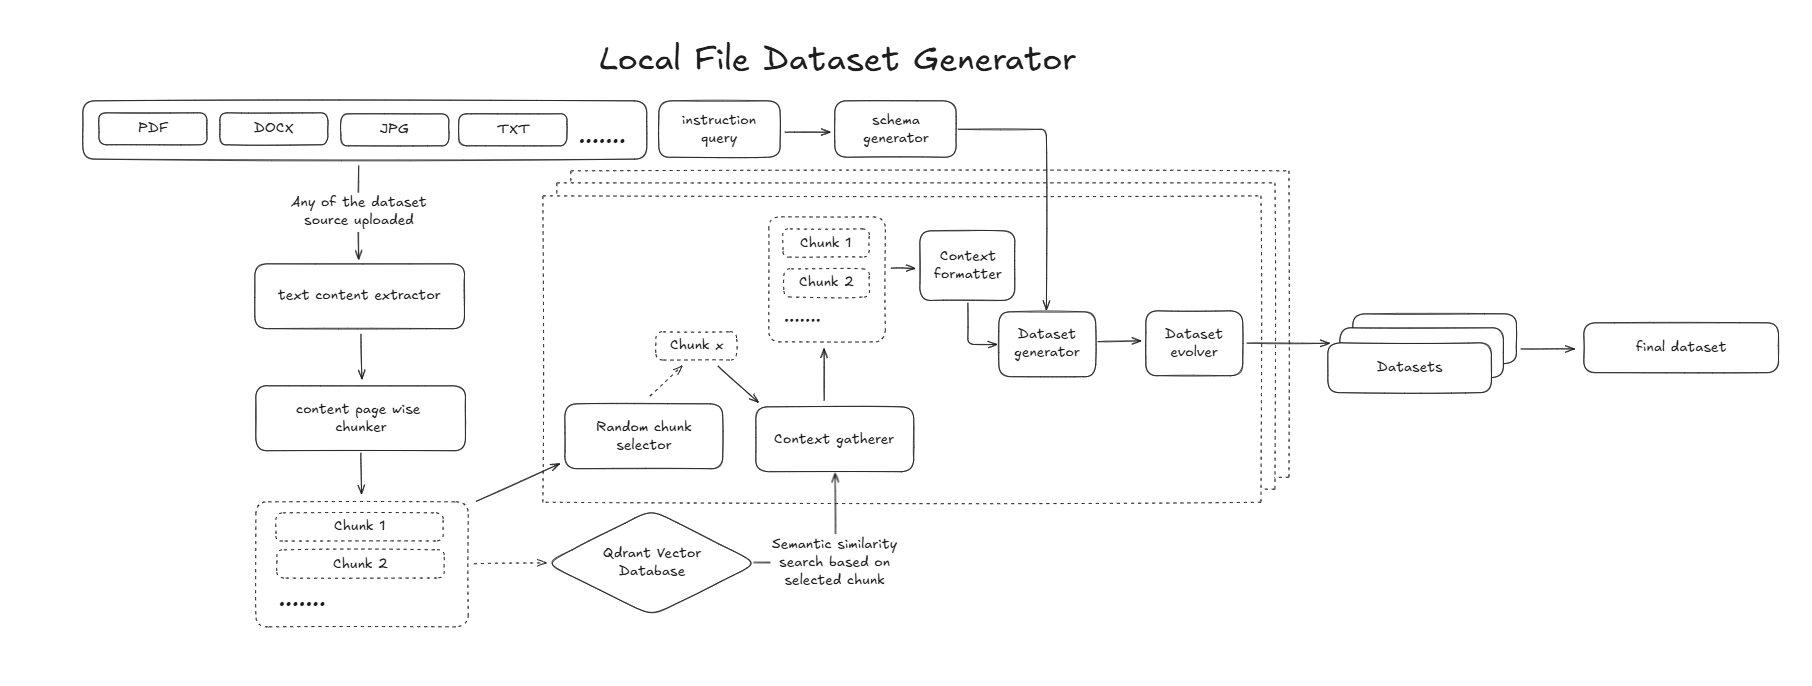 Local File Dataset Generator
PDF
DOCX
JPG
TXT
.......
instruction
query
schema
generator
Any of the dataset
source uploaded
text content extractor
content page wise
chunker
Chunk 1
Chunk 2
.......
Random chunk
selector
Chunk x
Qdrant Vector
Database
Semantic similarity
search based on
selected chunk
Context gatherer
Chunk 1
Chunk 2
.......
Context
formatter
Dataset
generator
Dataset
evolver
Datasets
final dataset